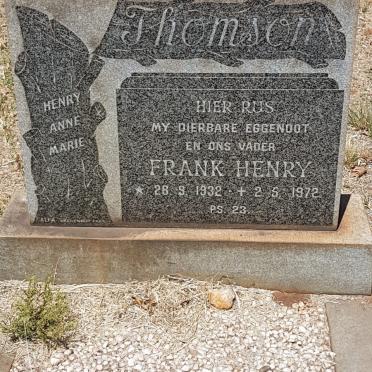 Thomson
HENRY
ANNE
MARIE
HIER RUS
MY DIERBARE EGGENOOT
EN ONS VADER
FRANK HENRY
* 28.9.1932 - + 2.5.1972
PS. 23.